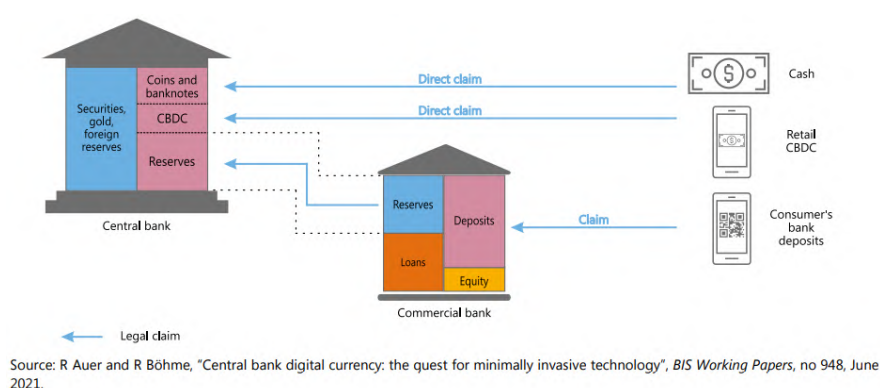 Direct claim
Cash
Coins and
banknotes
Securities,
gold,
foreign
reserves
CBDC
Direct claim
Retail
CBDC
Reserves
Central bank
Reserves
Deposits
Claim
Consumer's
bank
deposits
Loans
Equity
Commercial bank
Legal claim
Source: R Auer and R Böhme, "Central bank digital currency: the quest for minimally invasive technology", BIS Working Papers, no 948, June
2021.